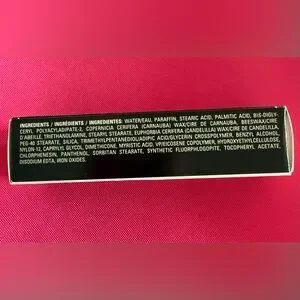 INGREDIENTS / INGRÉDIENTS / INGREDIENTES: WATER/EAU, PARAFFIN, STEARIC ACID, PALMITIC ACID, BIS-DIGLY-
CERYL POLYACYLADIPATE-2, COPERNICIA CERIFERA (CARNAUBA) WAX/CIRE DE CARNAUBA, BEESWAX/CIRE
D'ABEILLE, TRIETHANOLAMINE, STEARYL STEARATE, EUPHORBIA CERIFERA (CANDELILLA) WAX/CIRE DE CANDELILLA,
PEG-40 STEARATE, SILICA, TRIMETHYLPENTANEDIOL/ADIPIC ACID/GLYCERIN CROSSPOLYMER, BENZYL ALCOHOL,
NYLON-12, CAPRYLYL GLYCOL, DIMETHICONE, MYRISTIC ACID, VP/EICOSENE COPOLYMER, HYDROXYETHYLCELLULOSE,
CHLORPHENESIN, PANTHENOL, SORBITAN STEARATE, SYNTHETIC FLUORPHLOGOPITE, TOCOPHERYL ACETATE,
DISODIUM EDTA, IRON OXIDES.